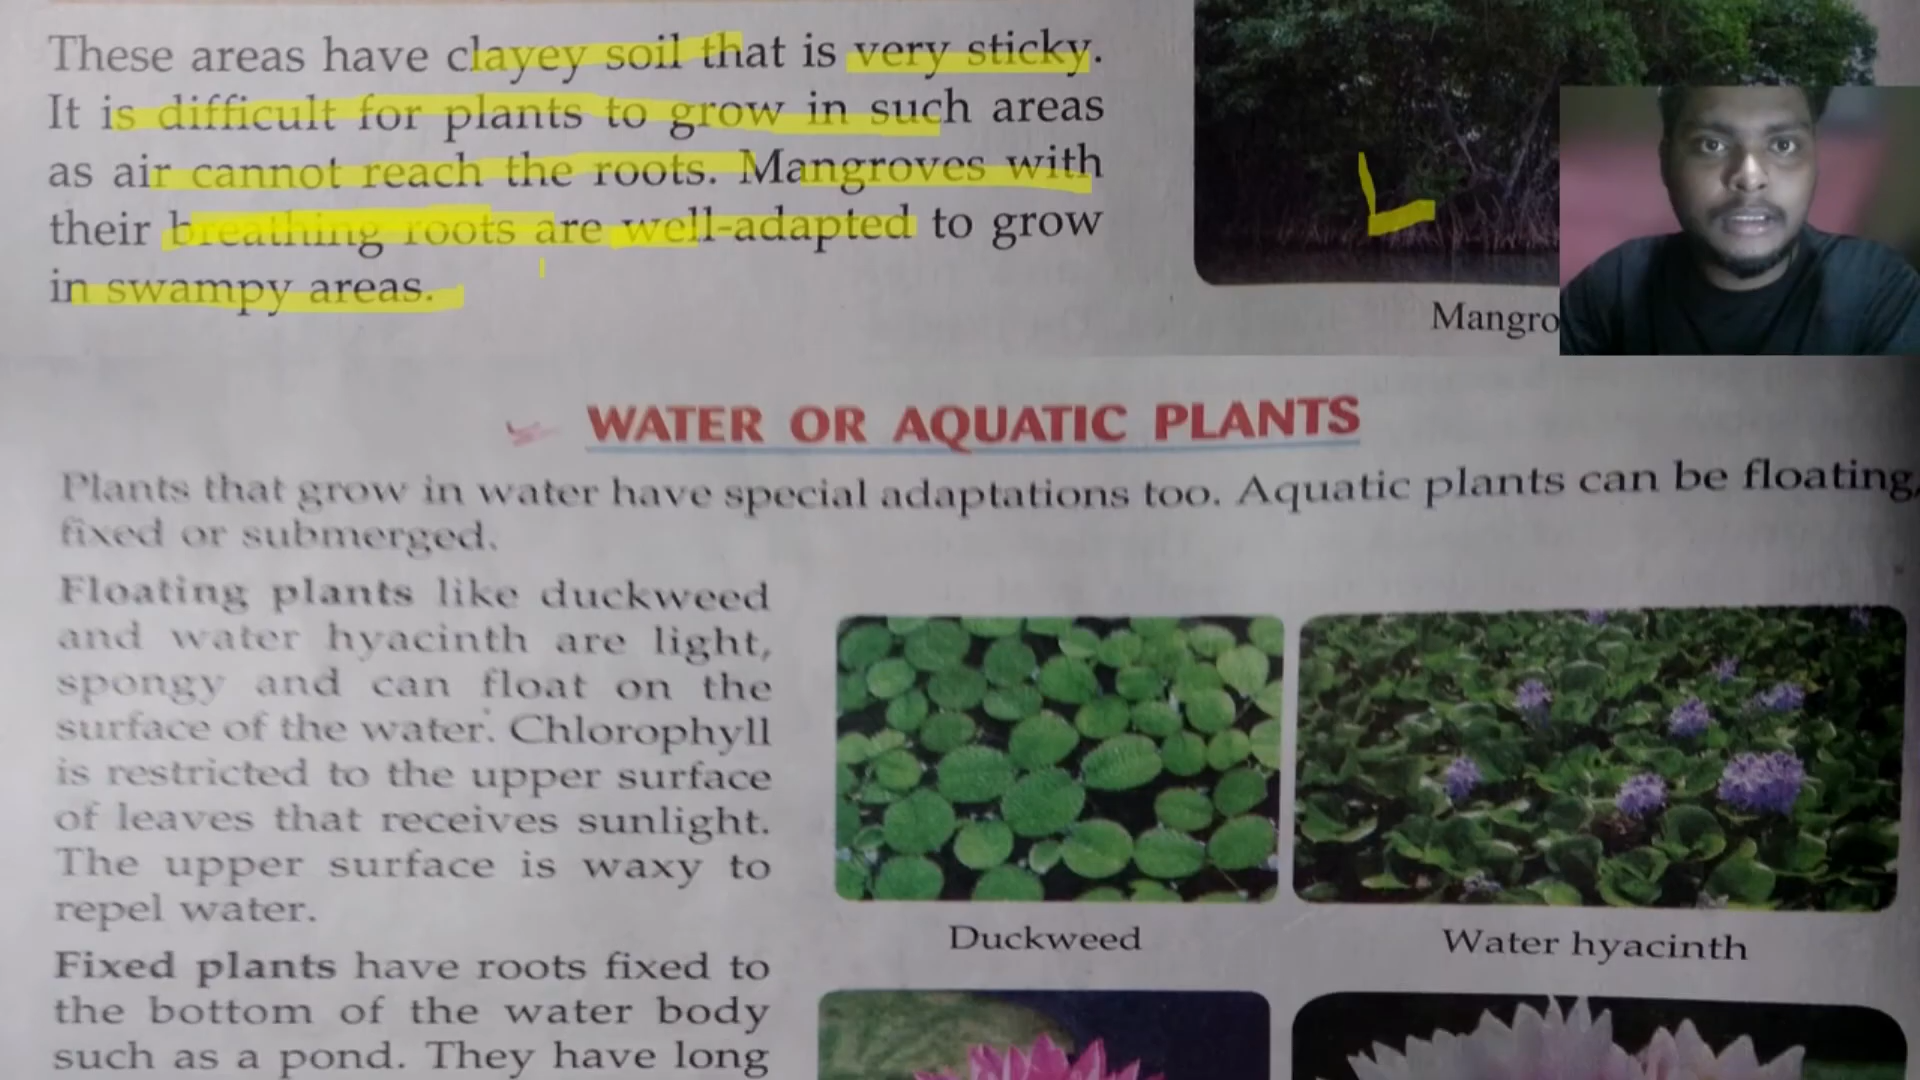 These areas have clayey soil that is very sticky.
It is difficult for plants to grow in such areas
as air cannot reach the roots. Mangroves with
their breathing roots are well-adapted to grow
in swampy areas.
Mangro
WATER OR AQUATIC PLANTS
Plants that grow in water have special adaptations too. Aquatic plants can be floating,
fixed or submerged.
Floating plants like duckweed
and water hyacinth are light,
spongy and can float on the
surface of the water. Chlorophyll
is restricted to the upper surface
of leaves that receives sunlight.
The upper surface is waxy to
repel water.
Duckweed
Water hyacinth
Fixed plants have roots fixed to
the bottom of the water body
such as a pond. They have long